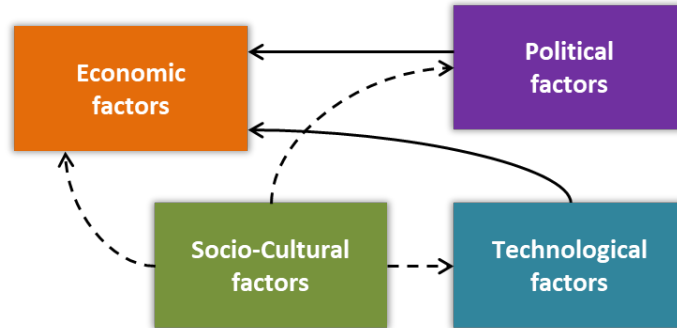 Economic
factors
Political
factors
Socio-Cultural
factors
Technological
factors